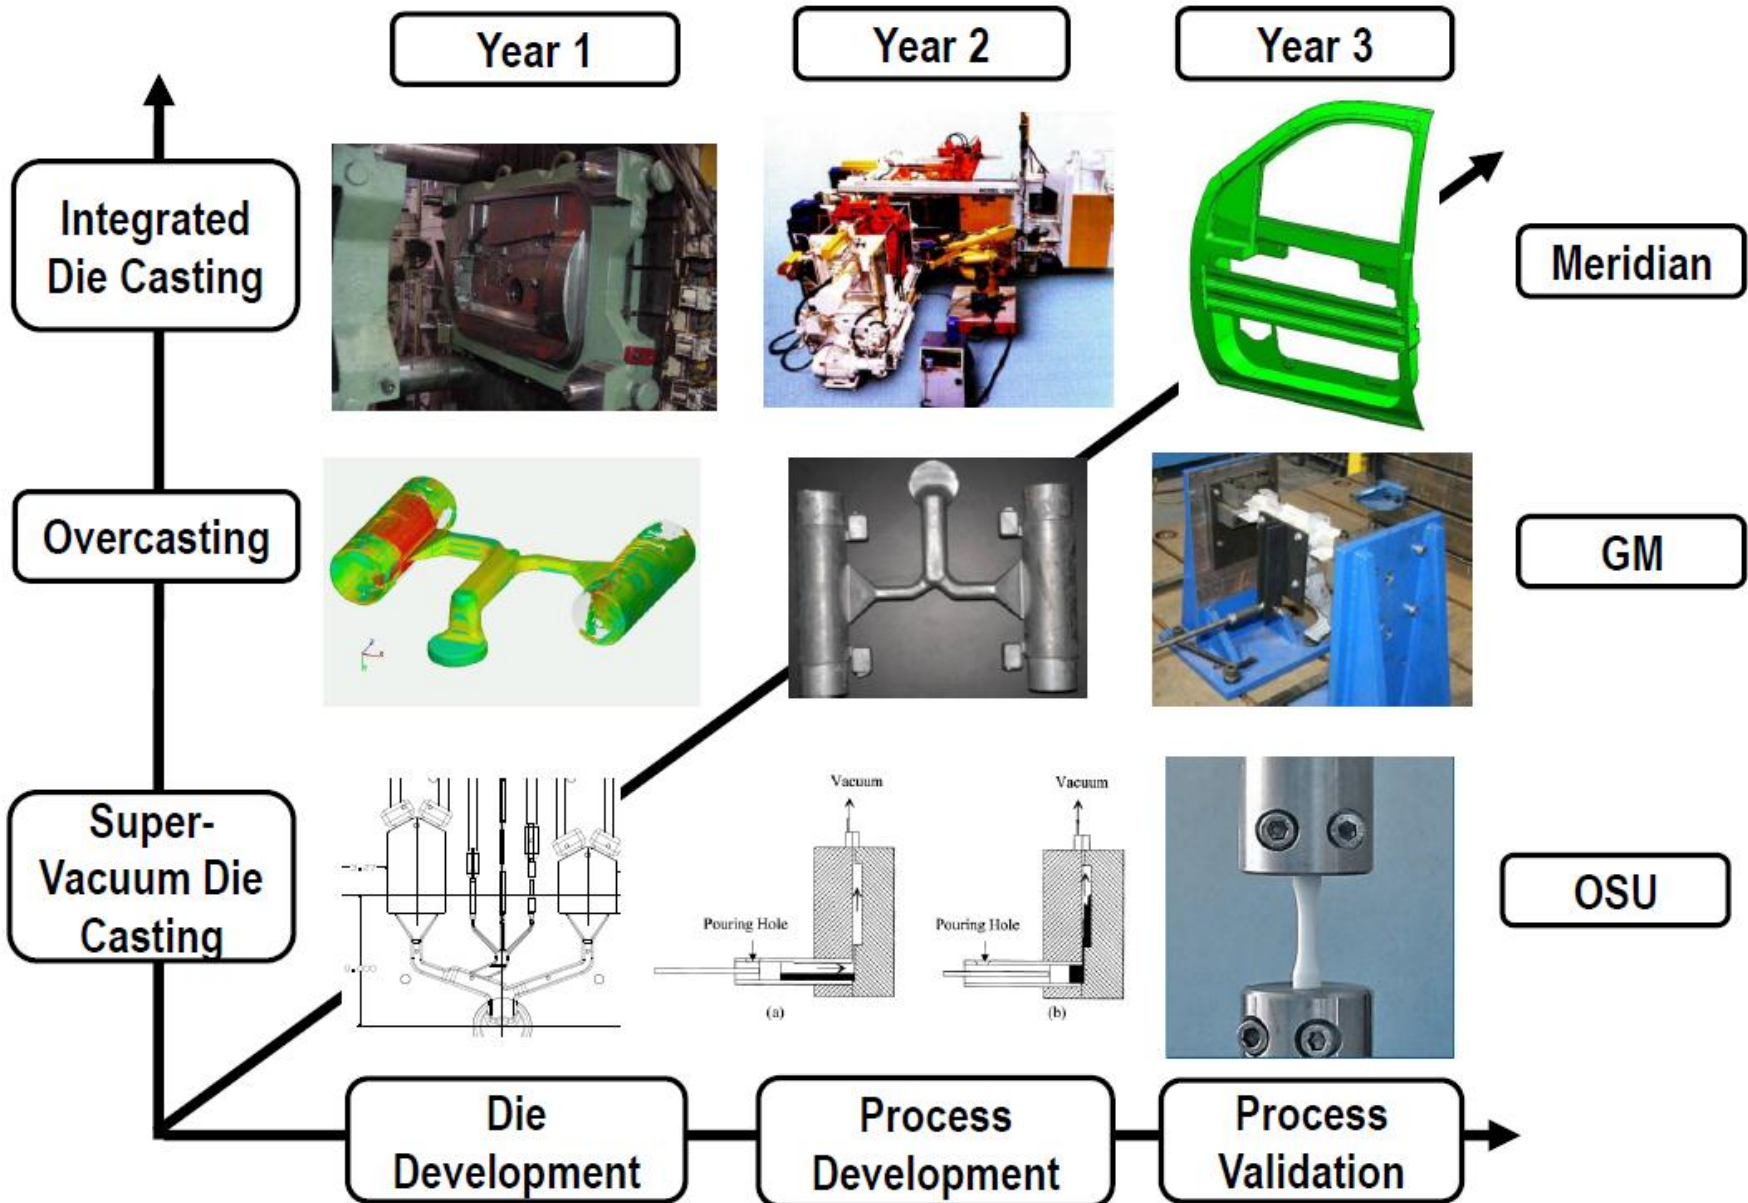 Year 1
Year 2
Year 3
Integrated
Die Casting
Meridian
Overcasting
GM
Super-
Vacuum Die
Casting
Vacuum
Vacuum
Pouring Hole
Pouring Hole
(a)
(b)
OSU
Die
Development
Process
Development
Process
Validation